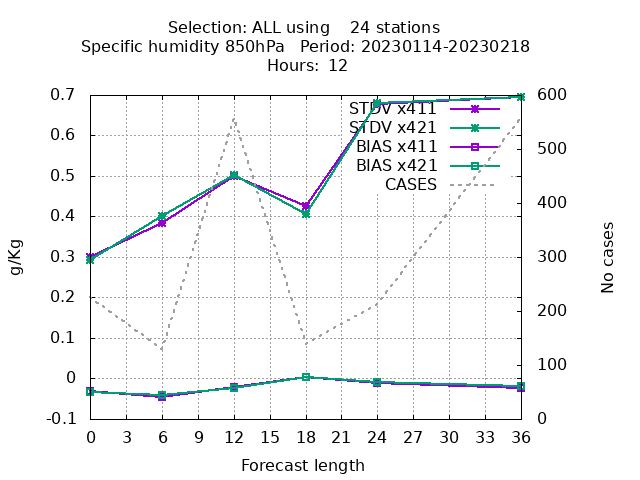 Selection: ALL using    24 stations
Specific humidity 850hPa   Period: 20230114-20230218
Hours: 12
0.7
0.6
0.5
0.4
0.3
0.2
0.1
0
-0.1
g/Kg
STDV x411
STDV x421
BIAS x411
BIAS x421
CASES
600
500
400
300
200
100
0
No cases
0 3 6 9 12 15 18 21 24 27 30 33 36
Forecast length